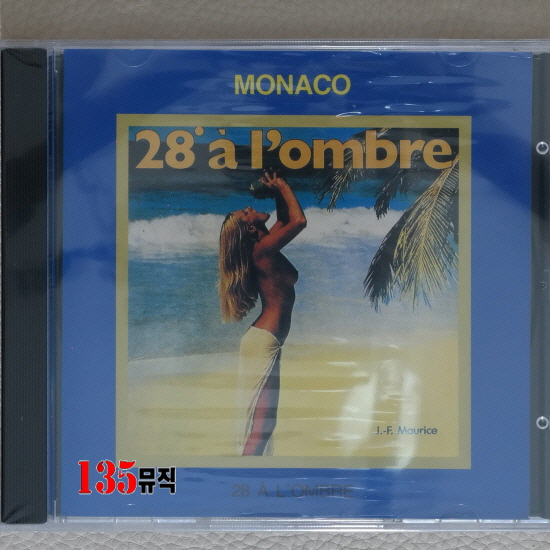 MONACO
28° à l'ombre
J.-F. Maurice
135뮤직
28 À L'OMBRE